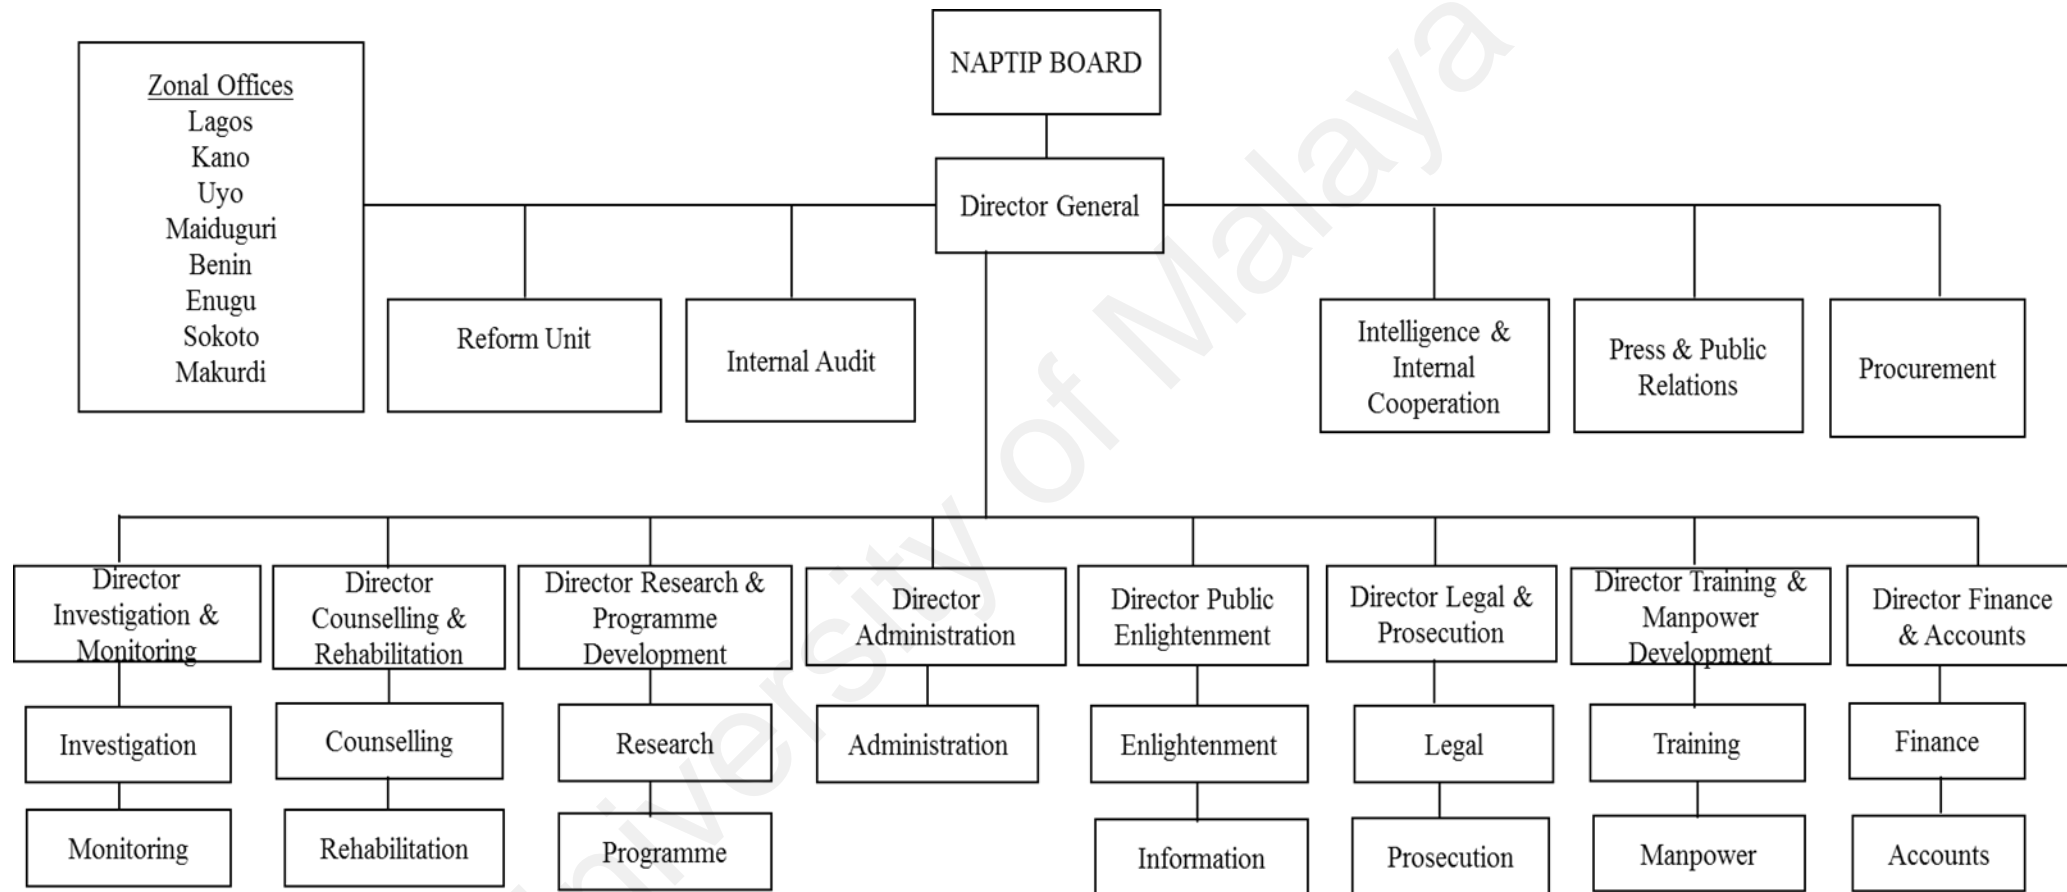 NAPTIP BOARD
Zonal Offices
Lagos
Kano
Uyo
Maiduguri
Benin
Enugu
Sokoto
Makurdi
Director General
Reform Unit
Internal Audit
Intelligence &
Internal
Cooperation
Press & Public
Relations
Procurement
Director
Investigation &
Monitoring
Director
Counselling &
Rehabilitation
Director Research &
Programme
Development
Director
Administration
Director Public
Enlightenment
Director Legal &
Prosecution
Director Training &
Manpower
Development
Director Finance
& Accounts
Investigation
Counselling
Research
Administration
Enlightenment
Legal
Training
Finance
Monitoring
Rehabilitation
Programme
Information
Prosecution
Manpower
Accounts
niversity of Malaya